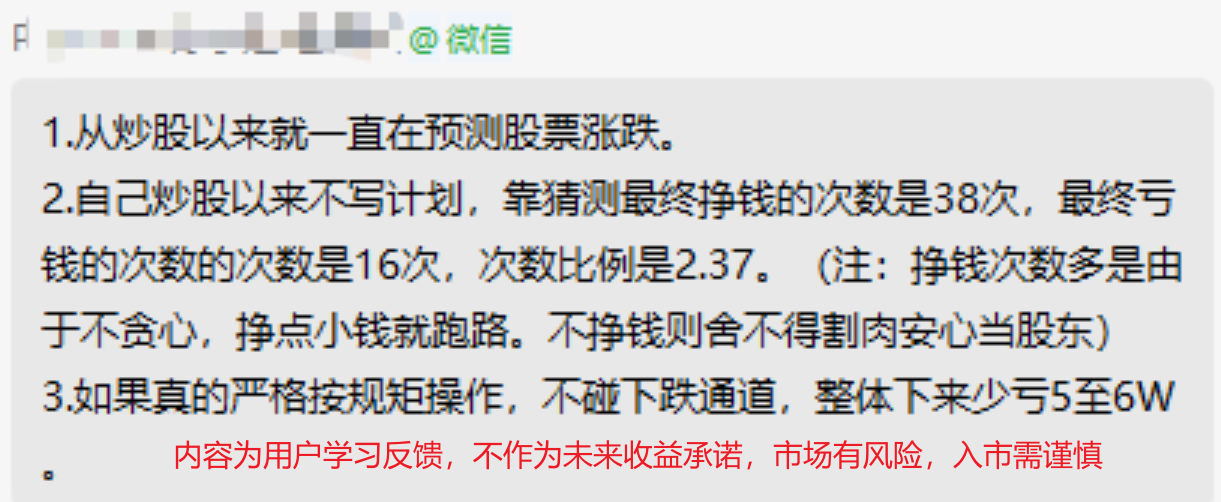 @微信
1.从炒股以来就一直在预测股票涨跌。
2.自己炒股以来不写计划，靠猜测最终挣钱的次数是38次，最终亏
钱的次数的次数是16次，次数比例是2.37。（注：挣钱次数多是由
于不贪心，挣点小钱就跑路。不挣钱则舍不得割肉安心当股东）
3.如果真的严格按规矩操作，不碰下跌通道，整体下来少亏5至6W
。
内容为用户学习反馈，不作为未来收益承诺，市场有风险，入市需谨慎